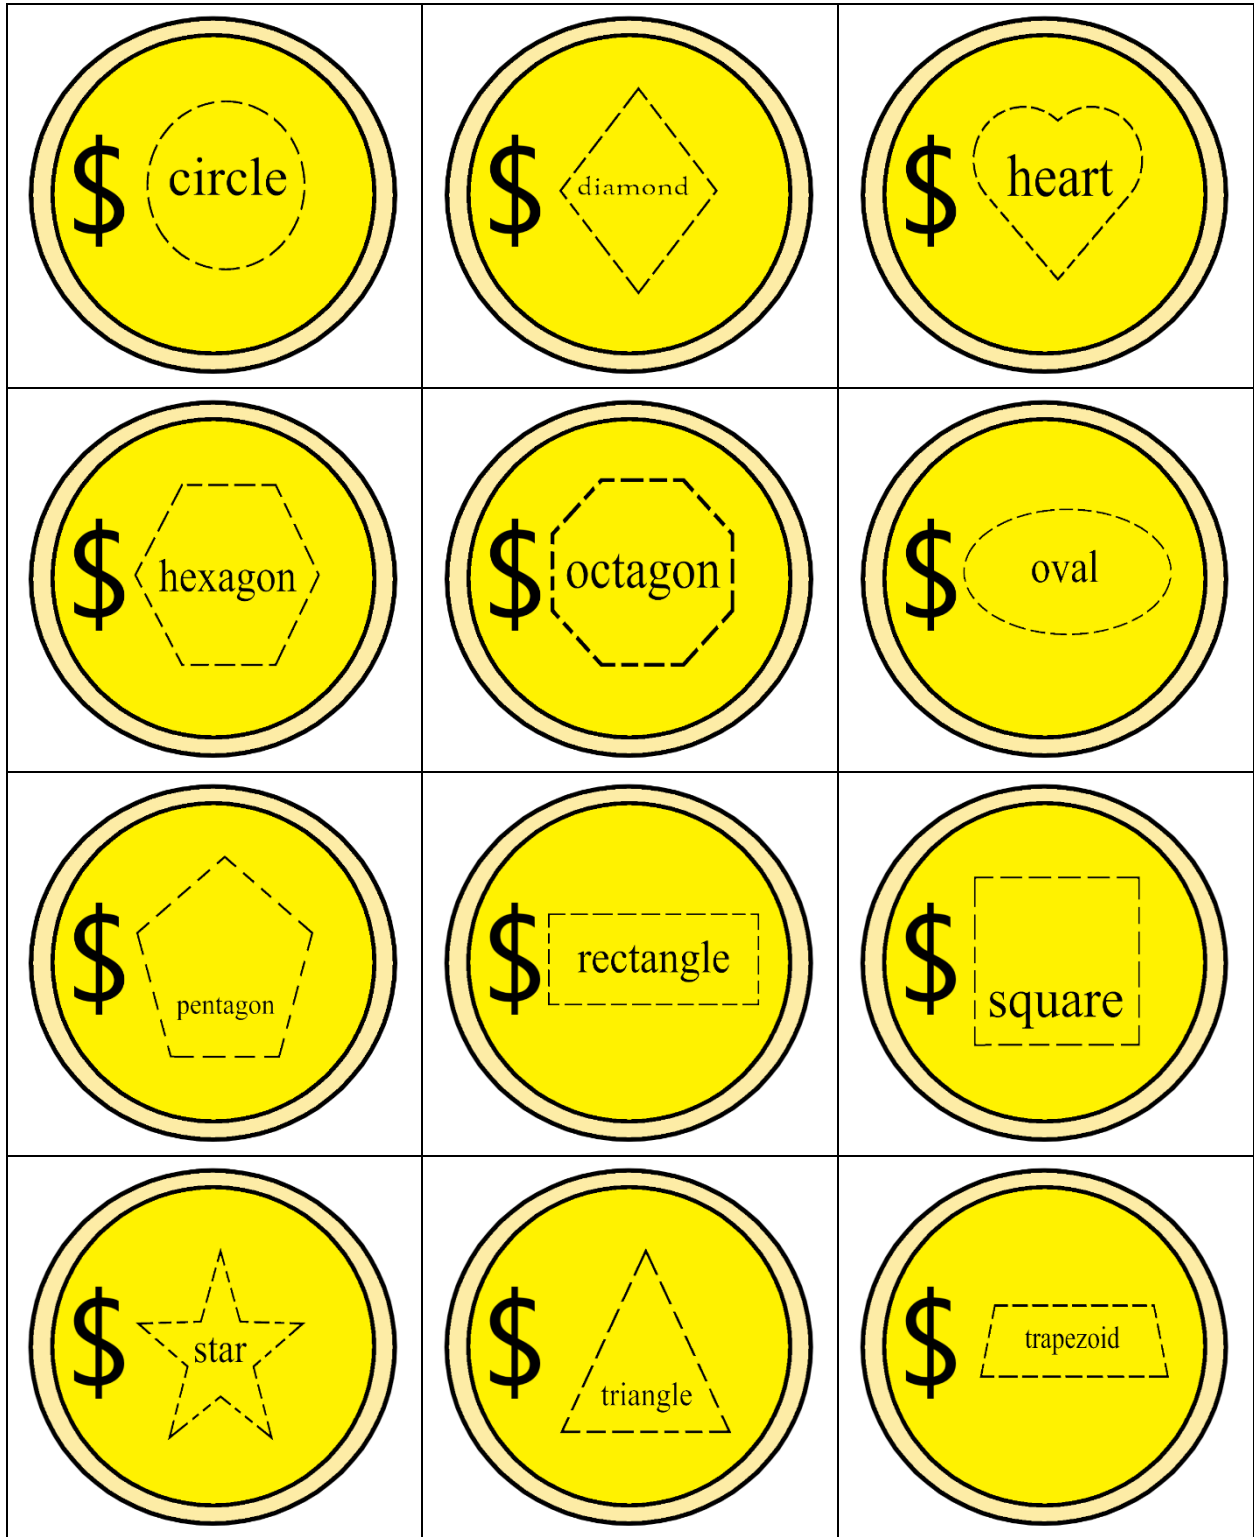 $ circle
$ diamond
$ heart
$ hexagon
$ octagon
$ oval
$ pentagon
$ rectangle
$ square
$ star
$ triangle
$ trapezoid